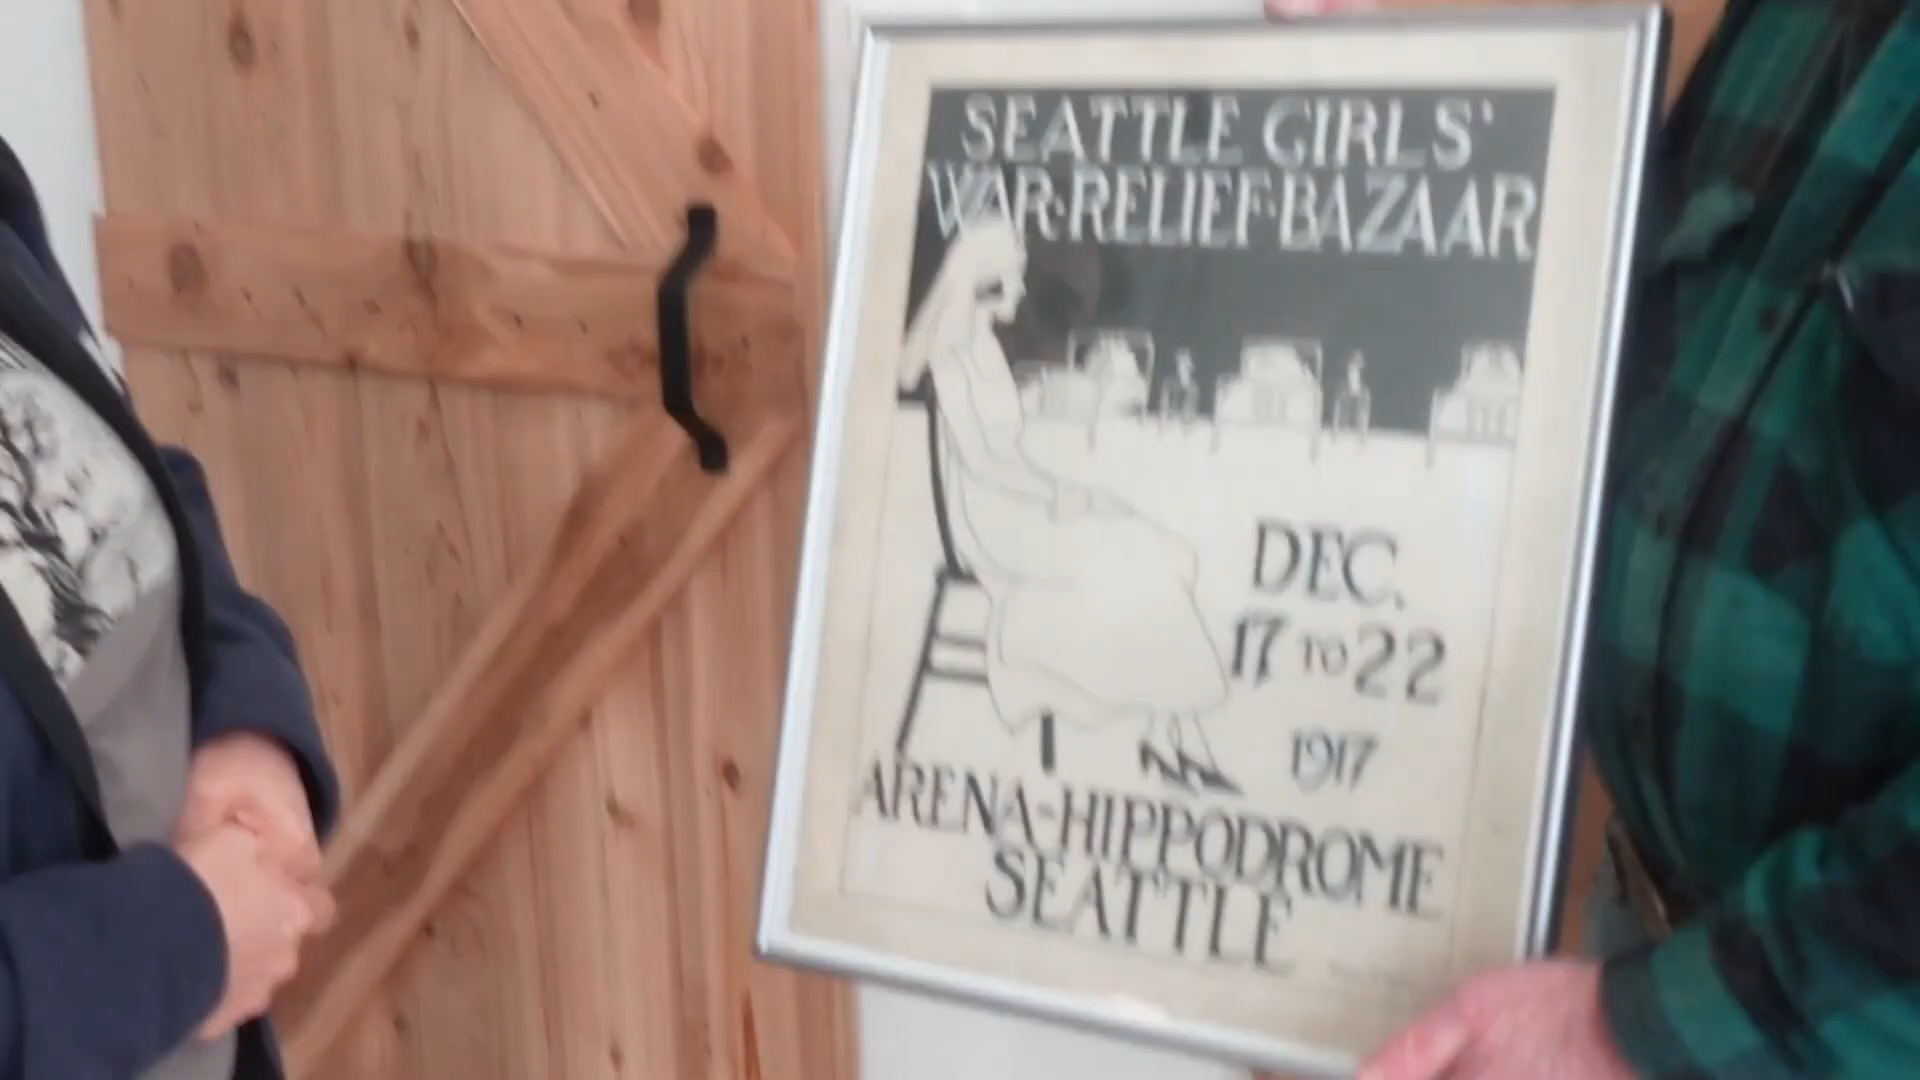 SEATTLE GIRLS'
WAR·RELIEF·BAZAAR
DEC.
17 TO 22
1917
ARENA-HIPPODROME
SEATTLE